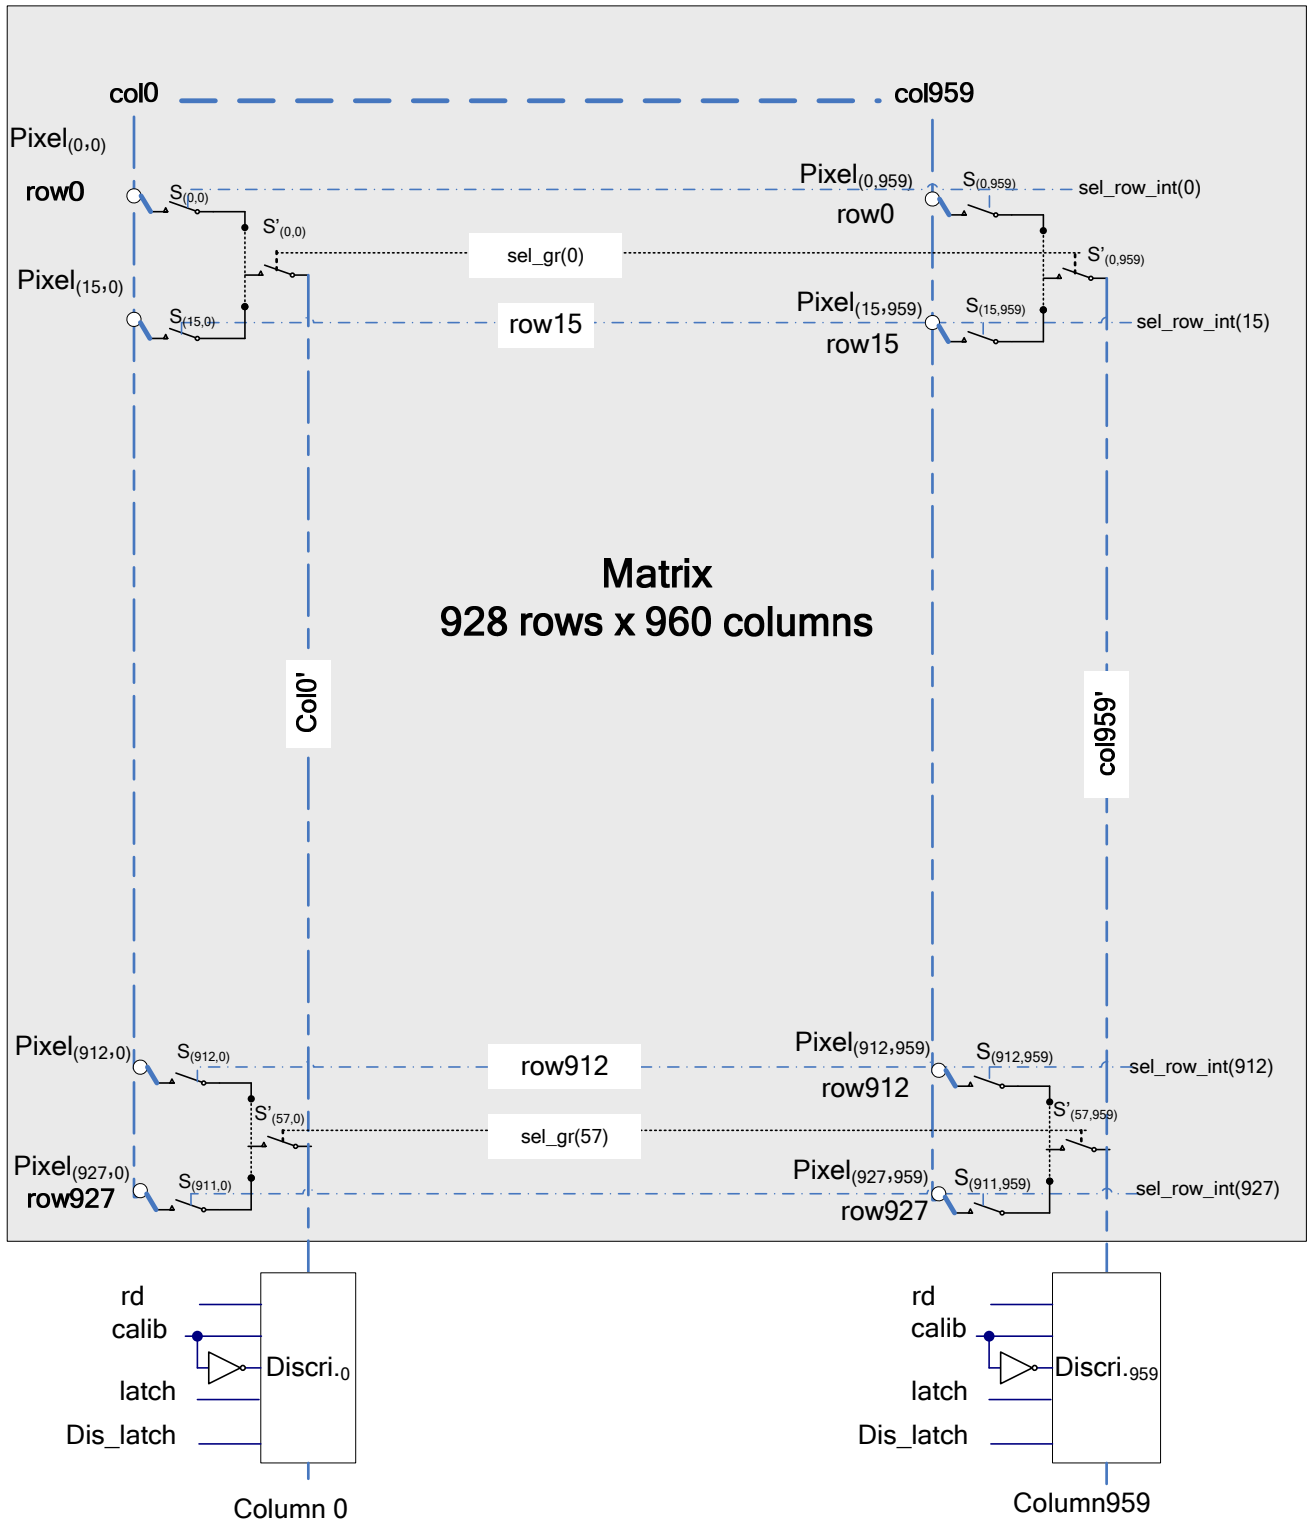 col0 col959
Pixel(0,0)
row0 S(0,0) Pixel(0,959) S(0,959) sel_row_int(0)
row0
S'(0,0) sel_gr(0) S'(0,959)
Pixel(15,0) S(15,0) row15 Pixel(15,959) S(15,959) sel_row_int(15)
row15
Matrix
928 rows x 960 columns
Col0' col959'
Pixel(912,0) S(912,0) row912 Pixel(912,959) S(912,959) sel_row_int(912)
row912
S'(57,0) sel_gr(57) S'(57,959)
Pixel(927,0) S(911,0) Pixel(927,959) S(911,959) sel_row_int(927)
row927 row927
rd rd
calib calib
Discri.0 Discri.959
latch latch
Dis_latch Dis_latch
Column 0 Column959